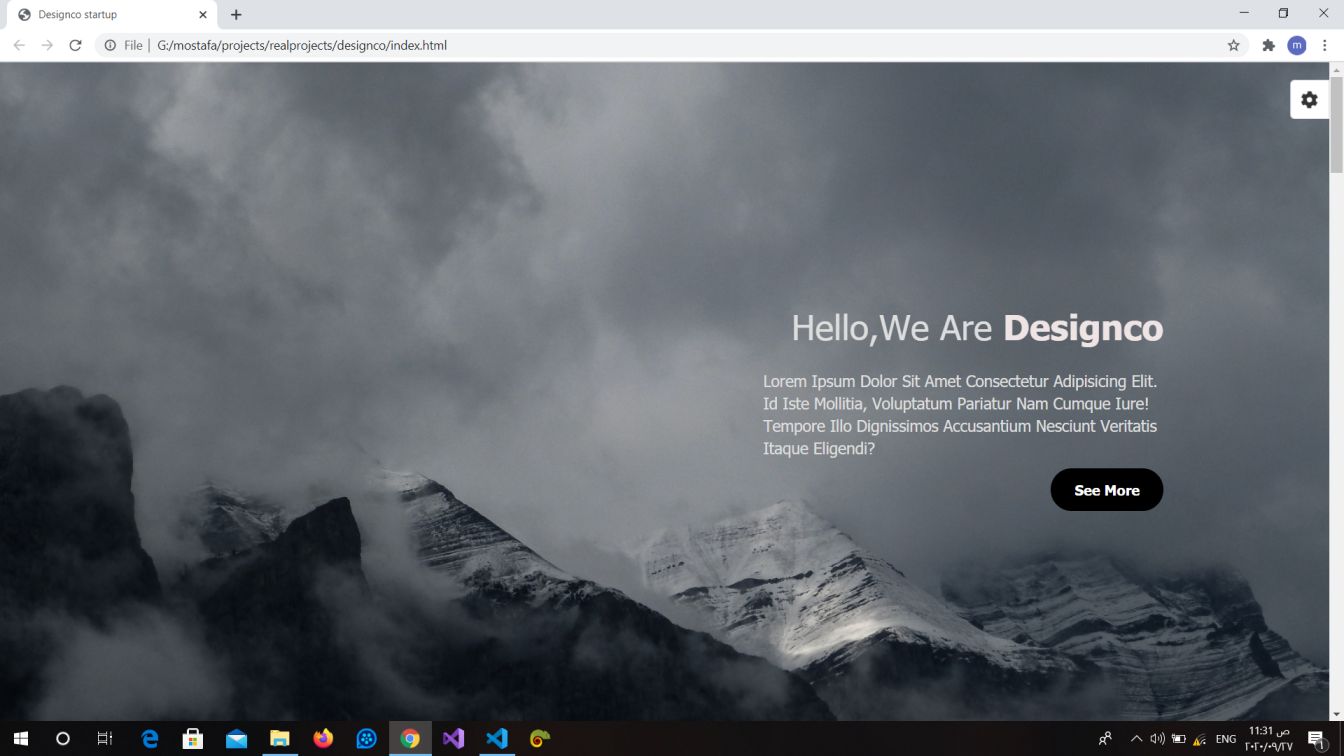 Designco startup
File
G:/mostafa/projects/realprojects/designco/index.html
m
Hello,We Are Designco
Lorem Ipsum Dolor Sit Amet Consectetur Adipisicing Elit.
Id Iste Mollitia, Voluptatum Pariatur Nam Cumque Iure!
Tempore Illo Dignissimos Accusantium Nesciunt Veritatis
Itaque Eligendi?
See More
ENG
11:31 ص
٢٠٢٠/٠٩/٢٧
1